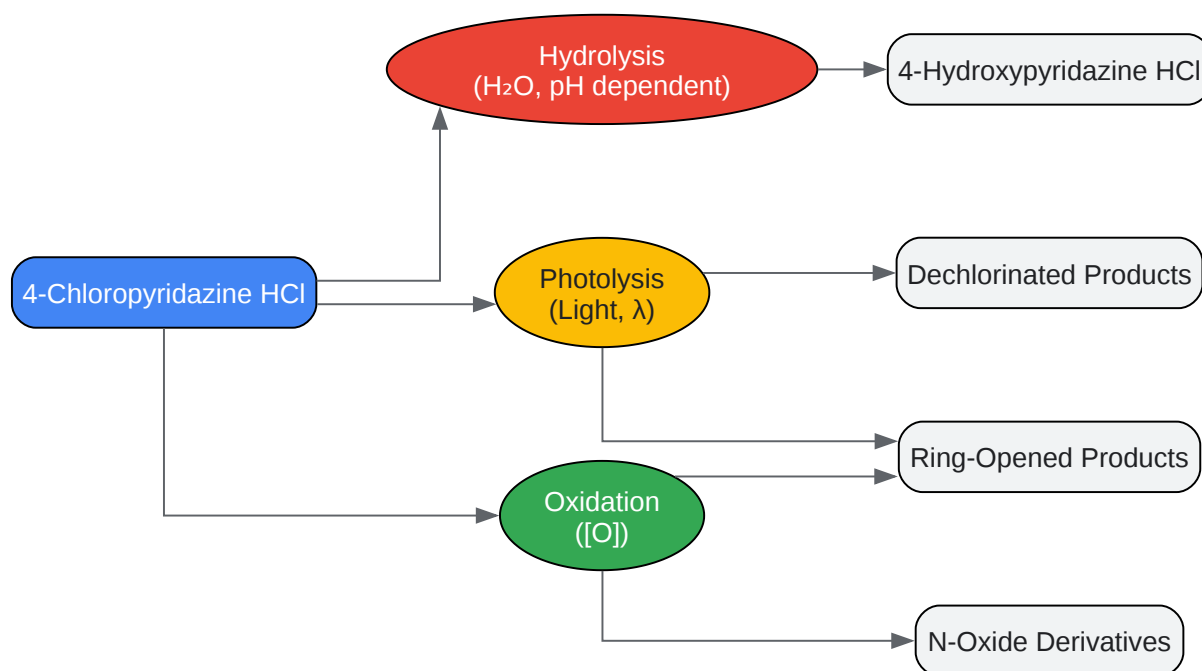 Hydrolysis
(H₂O, pH dependent)
4-Hydroxypyridazine HCl
4-Chloropyridazine HCl
Photolysis
(Light, λ)
Dechlorinated Products
Ring-Opened Products
Oxidation
([O])
N-Oxide Derivatives